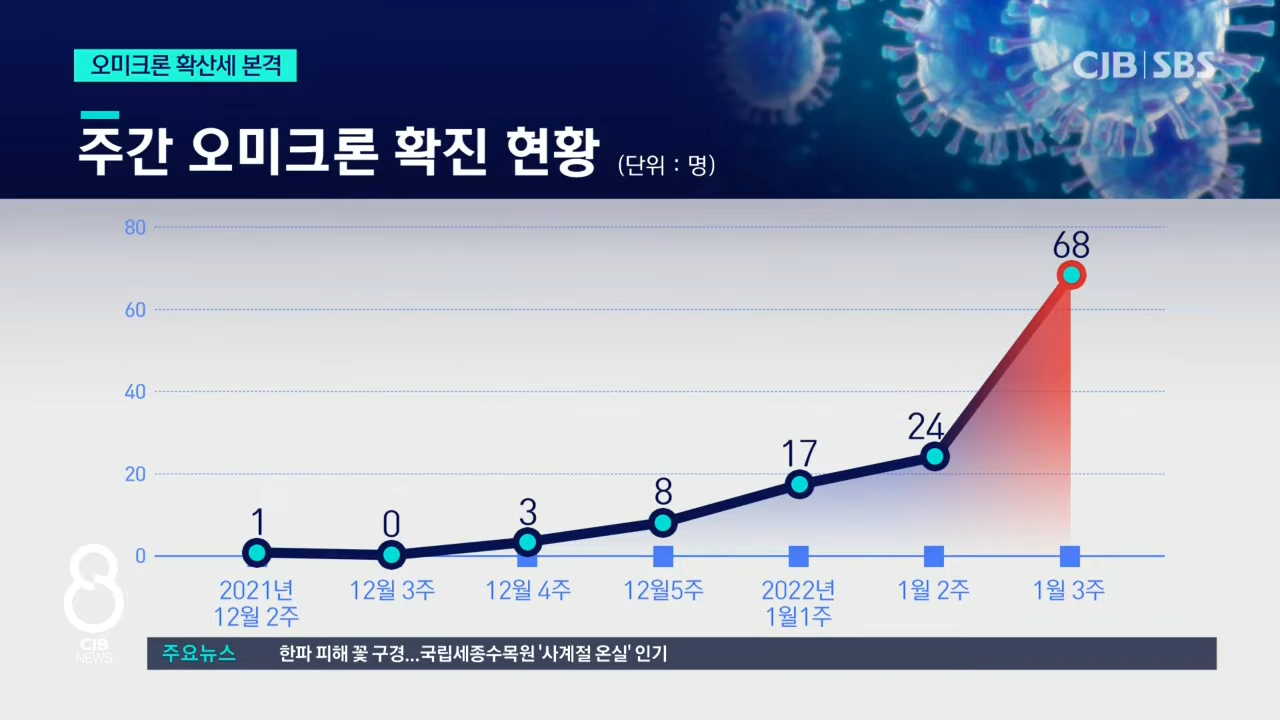 오미크론 확산세 본격
CJB SBS
주간 오미크론 확진 현황 (단위 : 명)
80
60
40
20
0
1
0
3
8
17
24
68
2021년
12월 2주
12월 3주
12월 4주
12월5주
2022년
1월1주
1월 2주
1월 3주
8
CJB
NEWS
주요뉴스 한파 피해 꽃 구경...국립세종수목원 '사계절 온실' 인기